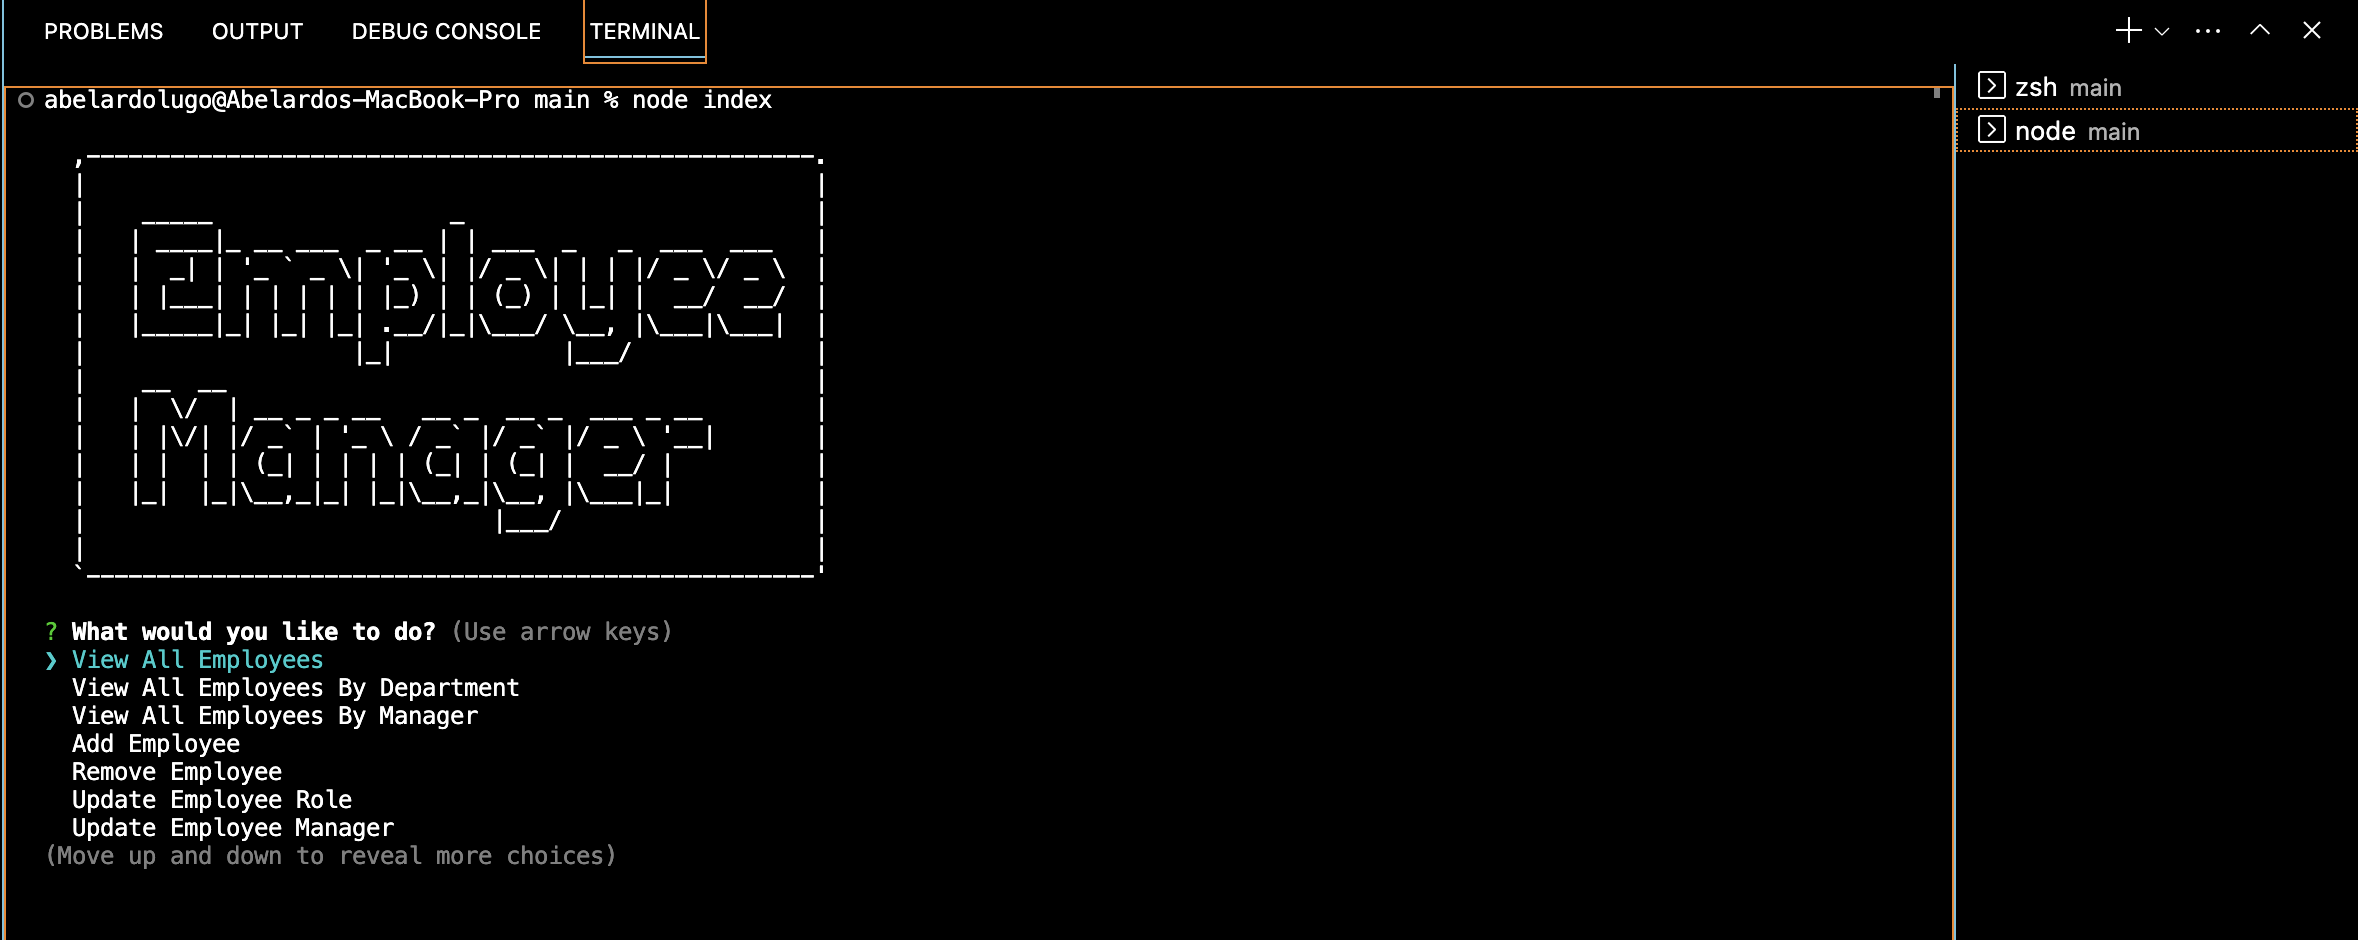 PROBLEMS OUTPUT DEBUG CONSOLE TERMINAL
zsh main
node main
abelardolugo@Abelardos-MacBook-Pro main % node index
Employee
Manager
? What would you like to do? (Use arrow keys)
❯ View All Employees
View All Employees By Department
View All Employees By Manager
Add Employee
Remove Employee
Update Employee Role
Update Employee Manager
(Move up and down to reveal more choices)